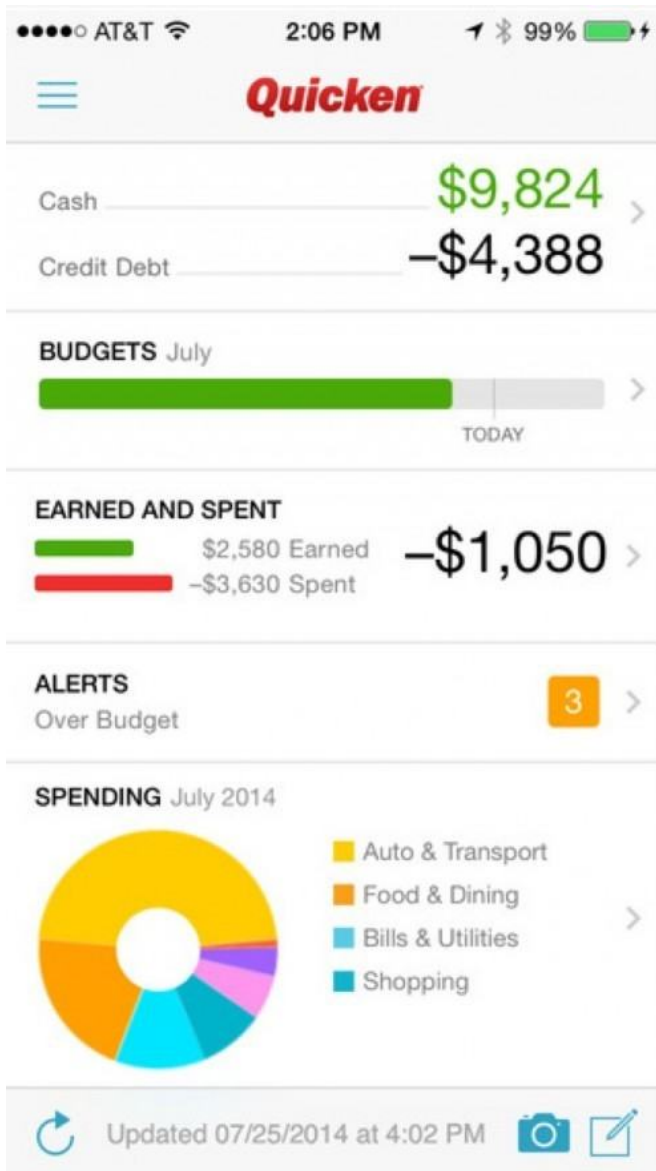 AT&T 2:06 PM 99%
Quicken
Cash $9,824
Credit Debt –$4,388
BUDGETS July
TODAY
EARNED AND SPENT
$2,580 Earned
–$3,630 Spent
–$1,050
ALERTS
Over Budget
3
SPENDING July 2014
Auto & Transport
Food & Dining
Bills & Utilities
Shopping
Updated 07/25/2014 at 4:02 PM